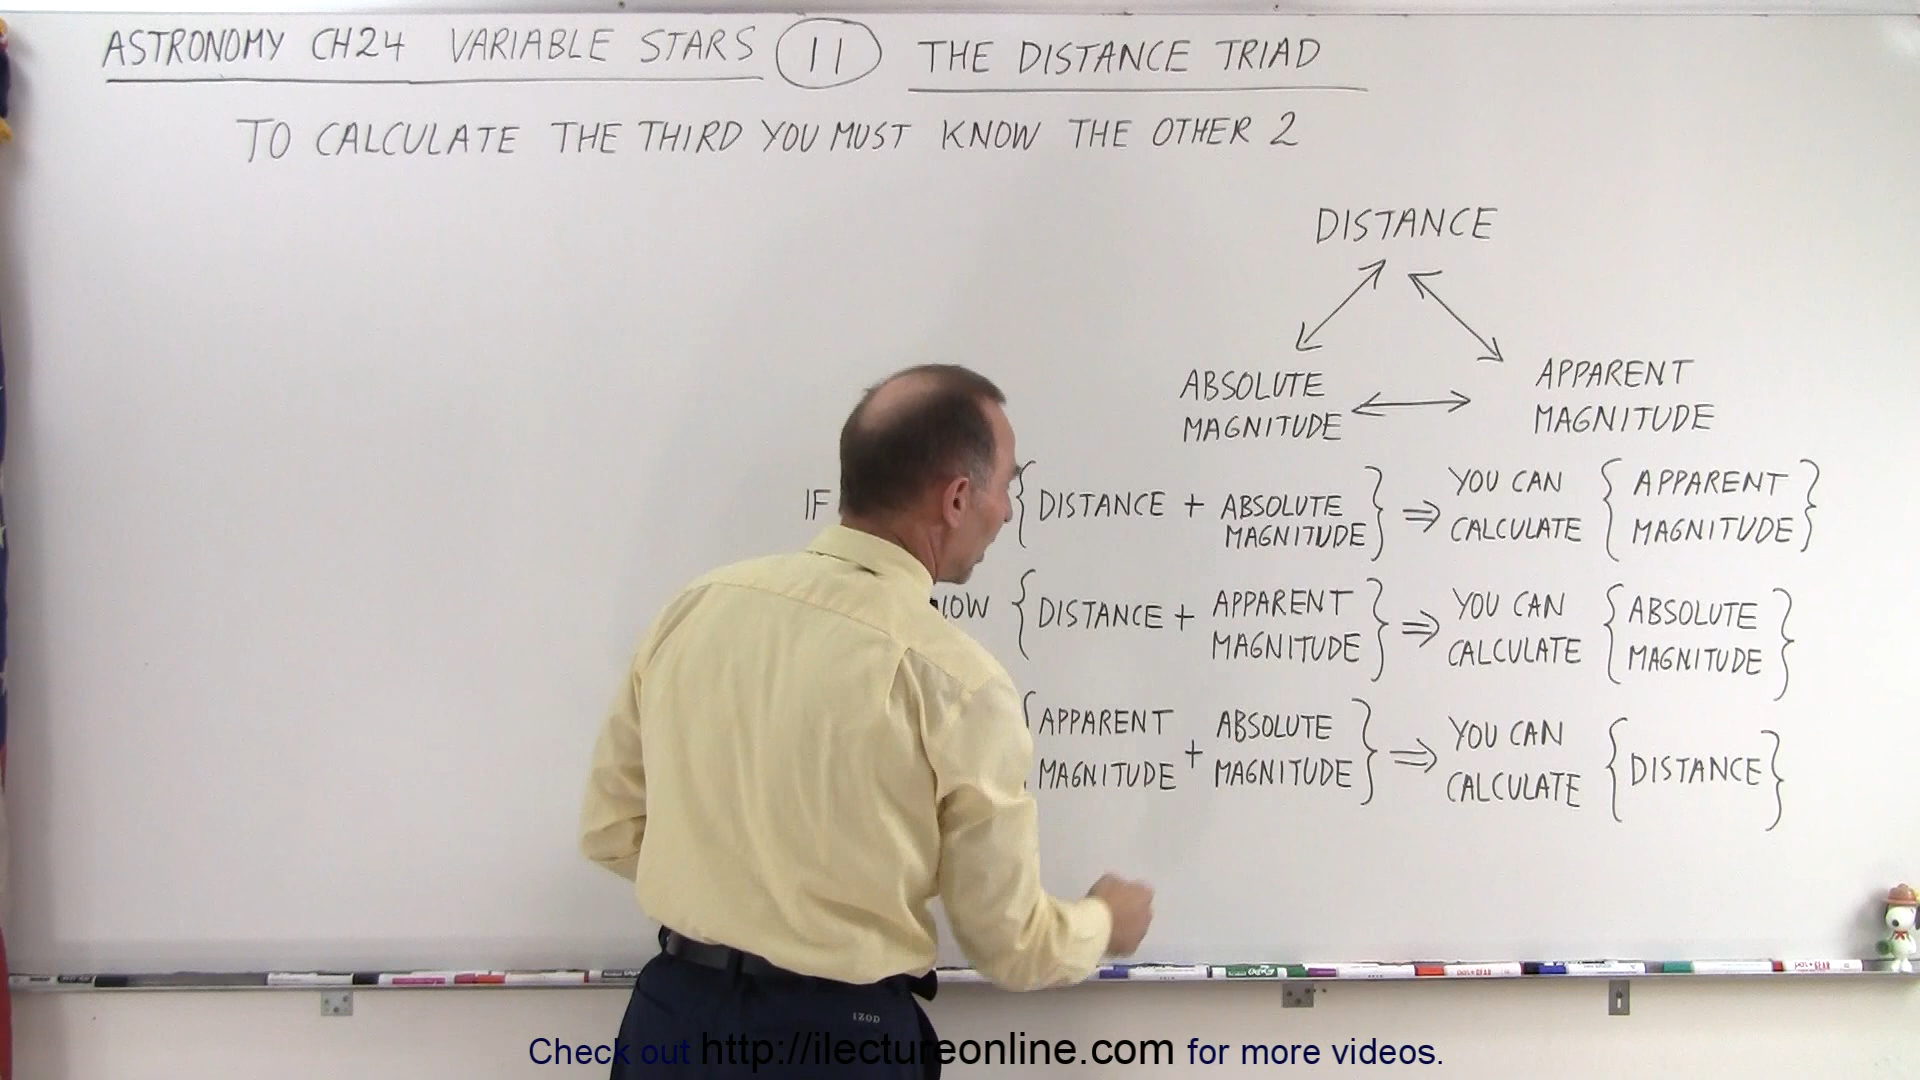 ASTRONOMY CH24 VARIABLE STARS 11 THE DISTANCE TRIAD
TO CALCULATE THE THIRD YOU MUST KNOW THE OTHER 2
DISTANCE
ABSOLUTE
MAGNITUDE
APPARENT
MAGNITUDE
IF { DISTANCE + ABSOLUTE MAGNITUDE } ⇒ YOU CAN CALCULATE { APPARENT MAGNITUDE }
{ DISTANCE + APPARENT MAGNITUDE } ⇒ YOU CAN CALCULATE { ABSOLUTE MAGNITUDE }
{ APPARENT MAGNITUDE + ABSOLUTE MAGNITUDE } ⇒ YOU CAN CALCULATE { DISTANCE }
IZOD
Check out http://ilectureonline.com for more videos.